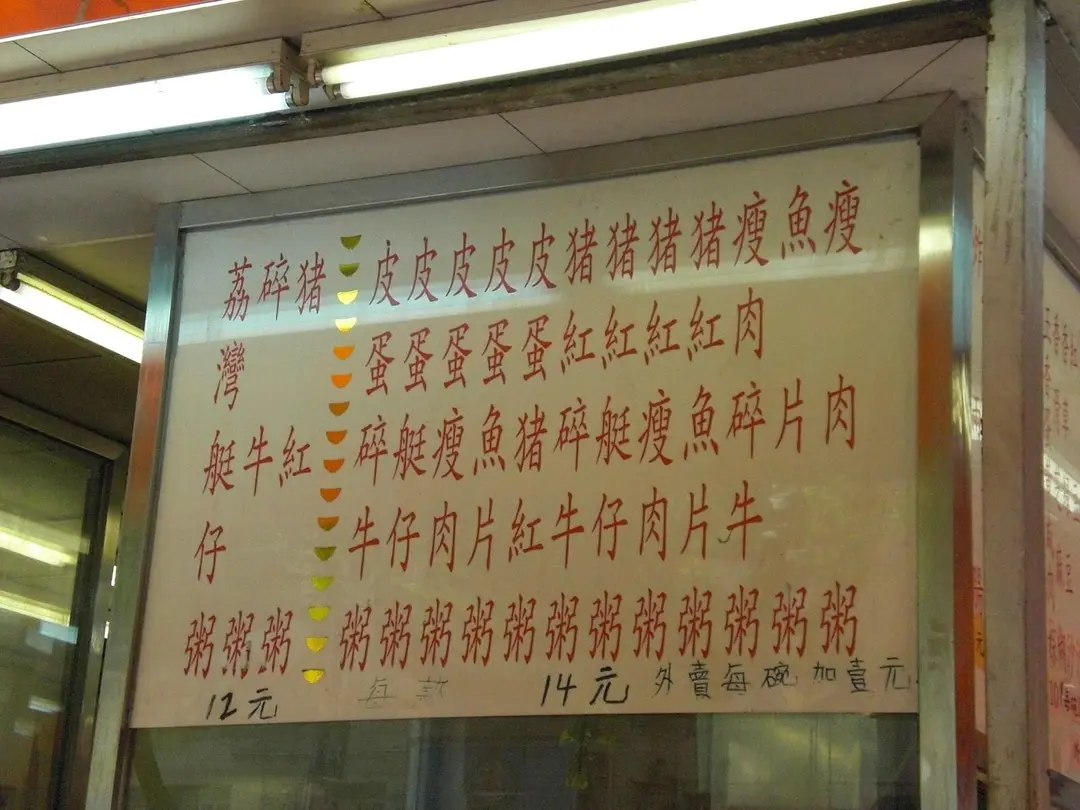 瘦肉粥
魚片粥
瘦肉碎牛粥
猪紅魚片粥
猪紅瘦肉粥
猪紅艇仔粥
猪紅碎牛粥
皮蛋猪紅粥
皮蛋魚片粥
皮蛋瘦肉粥
皮蛋艇仔粥
皮蛋碎牛粥
猪紅粥
碎牛粥
荔灣艇仔粥
12元 每款 14元 外賣每碗加壹元